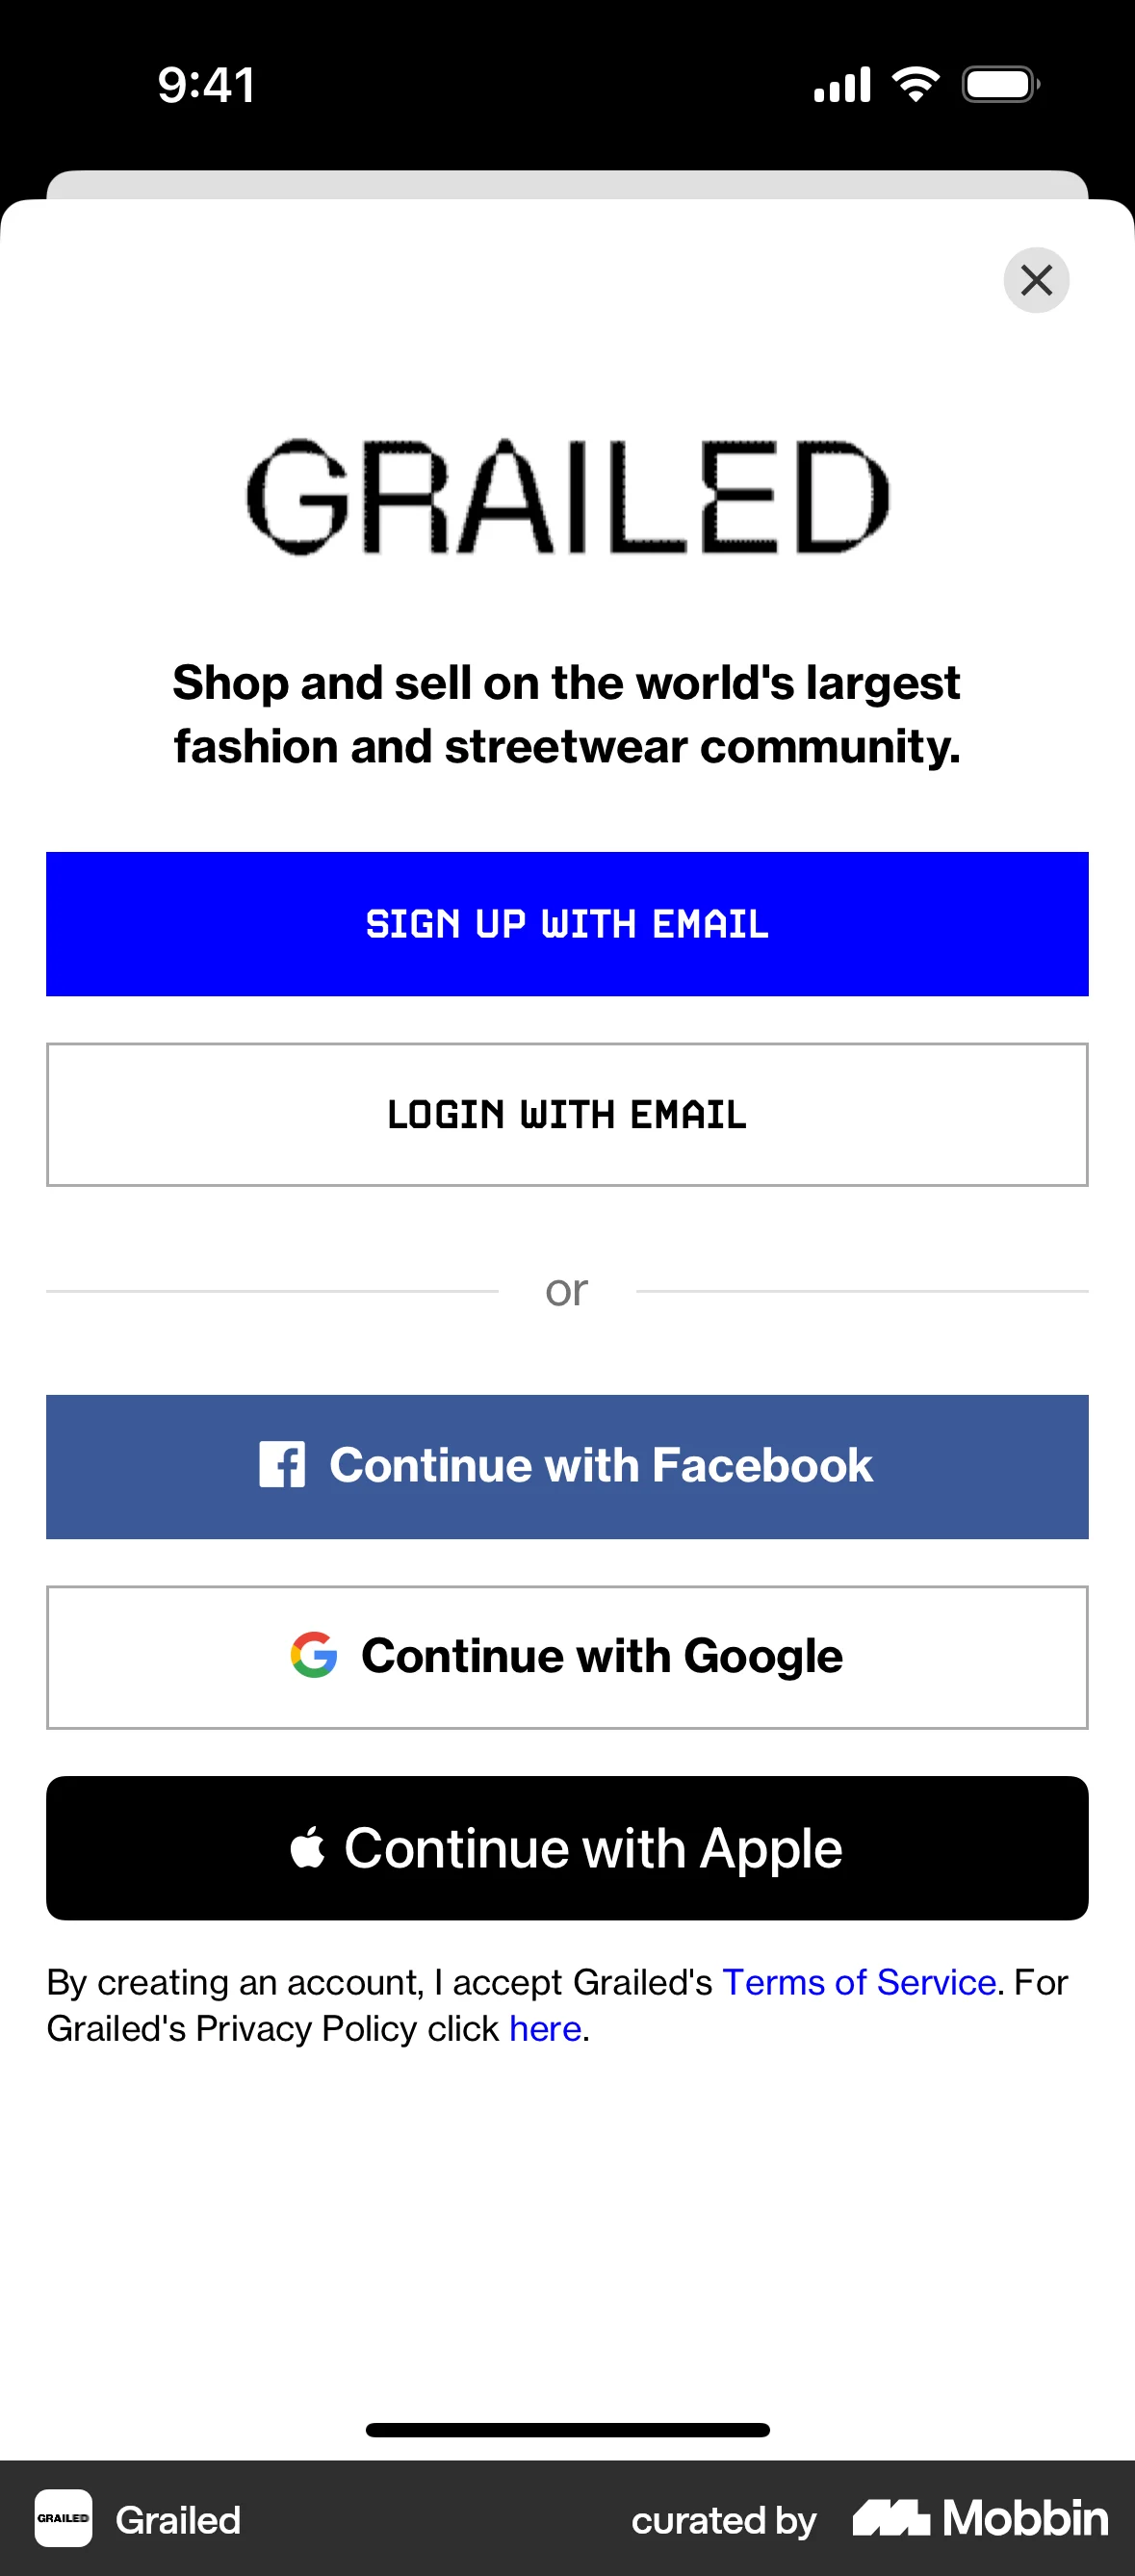 9:41
GRAILED
Shop and sell on the world's largest
fashion and streetwear community.
SIGN UP WITH EMAIL
LOGIN WITH EMAIL
or
Continue with Facebook
Continue with Google
Continue with Apple
By creating an account, I accept Grailed's Terms of Service. For
Grailed's Privacy Policy click here.
GRAILED Grailed curated by Mobbin